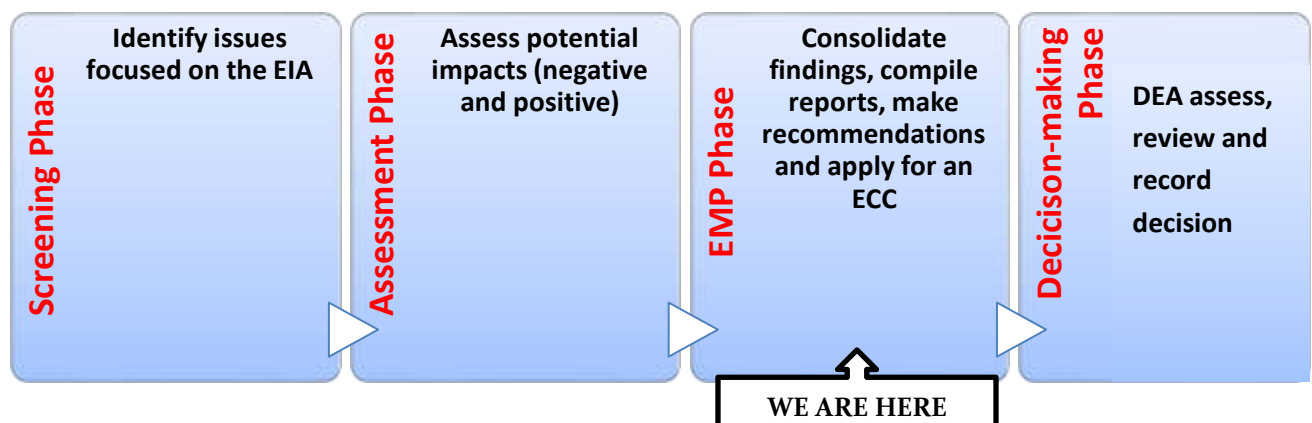 Screening Phase
Identify issues
focused on the EIA
Assessment Phase
Assess potential
impacts (negative
and positive)
EMP Phase
Consolidate
findings, compile
reports, make
recommendations
and apply for an
ECC
Decicison-making
Phase
DEA assess,
review and
record
decision
WE ARE HERE